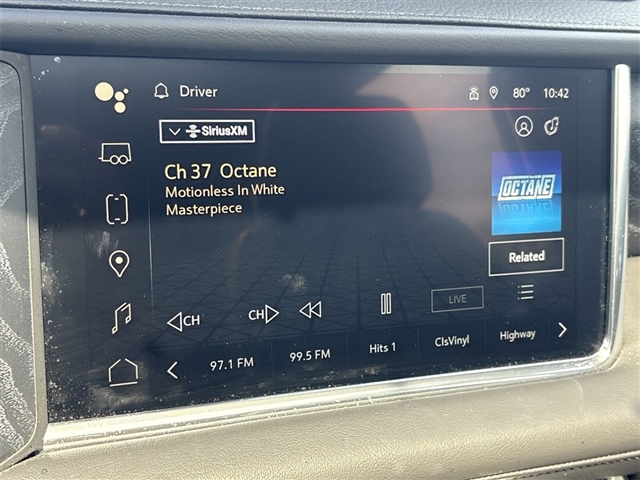 Driver
80° 10:42
SiriusXM
Ch 37 Octane
Motionless In White
Masterpiece
OCTANE
Related
CH
CH
LIVE
97.1 FM
99.5 FM
Hits 1
ClsVinyl
Highway